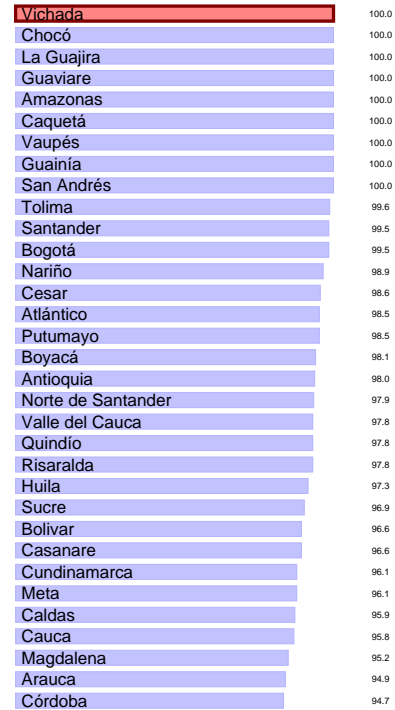 Vichada 100.0
Chocó 100.0
La Guajira 100.0
Guaviare 100.0
Amazonas 100.0
Caquetá 100.0
Vaupés 100.0
Guainía 100.0
San Andrés 100.0
Tolima 99.6
Santander 99.5
Bogotá 99.5
Nariño 98.9
Cesar 98.6
Atlántico 98.5
Putumayo 98.5
Boyacá 98.1
Antioquia 98.0
Norte de Santander 97.9
Valle del Cauca 97.8
Quindío 97.8
Risaralda 97.8
Huila 97.3
Sucre 96.9
Bolivar 96.6
Casanare 96.6
Cundinamarca 96.1
Meta 96.1
Caldas 95.9
Cauca 95.8
Magdalena 95.2
Arauca 94.9
Córdoba 94.7